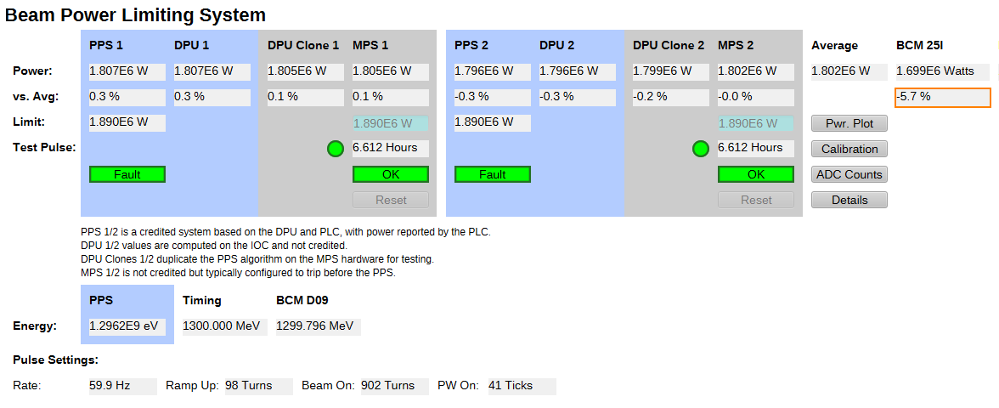 Beam Power Limiting System
PPS 1 DPU 1 DPU Clone 1 MPS 1 PPS 2 DPU 2 DPU Clone 2 MPS 2 Average BCM 25I
Power: 1.807E6 W 1.807E6 W 1.805E6 W 1.805E6 W 1.796E6 W 1.796E6 W 1.799E6 W 1.802E6 W 1.802E6 W 1.699E6 Watts
vs. Avg: 0.3 % 0.3 % 0.1 % 0.1 % -0.3 % -0.3 % -0.2 % -0.0 % -5.7 %
Limit: 1.890E6 W 1.890E6 W 1.890E6 W 1.890E6 W Pwr. Plot
Test Pulse: 6.612 Hours 6.612 Hours Calibration
Fault OK Fault OK ADC Counts
Reset Reset Details
PPS 1/2 is a credited system based on the DPU and PLC, with power reported by the PLC.
DPU 1/2 values are computed on the IOC and not credited.
DPU Clones 1/2 duplicate the PPS algorithm on the MPS hardware for testing.
MPS 1/2 is not credited but typically configured to trip before the PPS.
PPS Timing BCM D09
Energy: 1.2962E9 eV 1300.000 MeV 1299.796 MeV
Pulse Settings:
Rate: 59.9 Hz Ramp Up: 98 Turns Beam On: 902 Turns PW On: 41 Ticks